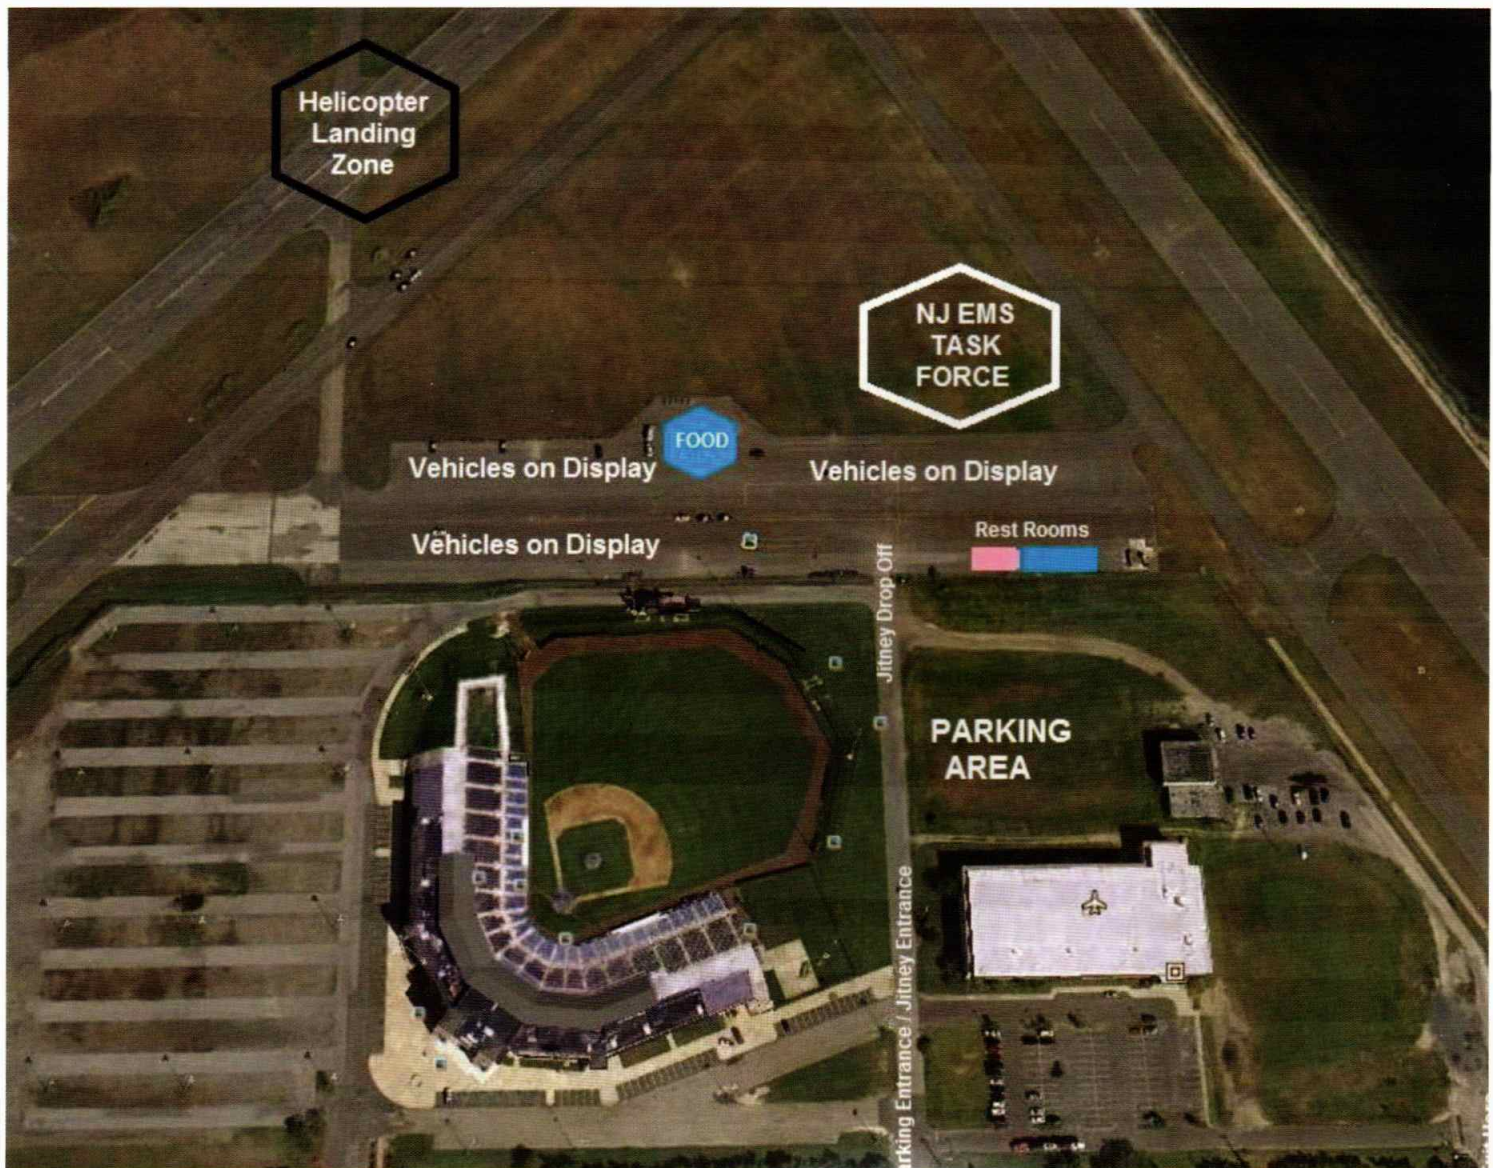 Helicopter
Landing
Zone
NJ EMS
TASK
FORCE
FOOD
Vehicles on Display
Vehicles on Display
Vehicles on Display
Rest Rooms
Jitney Drop Off
PARKING
AREA
Entrance / Jitney Entrance